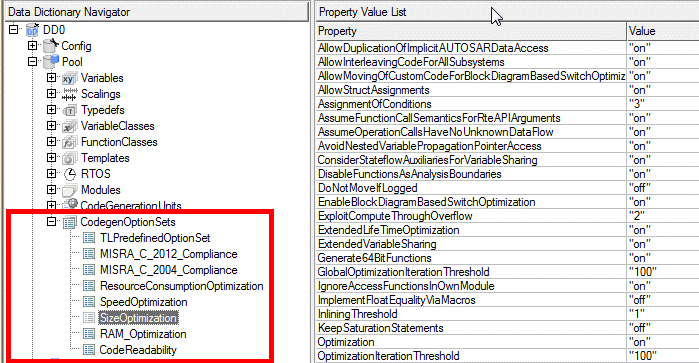 Data Dictionary Navigator
DD0
Config
Pool
Variables
Scalings
Typedefs
VariableClasses
FunctionClasses
Templates
RTOS
Modules
CodeGenerationUnits
CodegenOptionSets
TLPredefinedOptionSet
MISRA_C_2012_Compliance
MISRA_C_2004_Compliance
ResourceConsumptionOptimization
SpeedOptimization
SizeOptimization
RAM_Optimization
CodeReadability
Property Value List
Property Value
AllowDuplicationOfImplicitAUTOSARDataAccess "on"
AllowInterleavingCodeForAllSubsystems "on"
AllowMovingOfCustomCodeForBlockDiagramBasedSwitchOptimiz "on"
AllowStructAssignments "on"
AssignmentOfConditions "3"
AssumeFunctionCallSemanticsForRteAPIArguments "on"
AssumeOperationCallsHaveNoUnknownDataFlow "on"
AvoidNestedVariablePropagationPointerAccess "on"
ConsiderStateflowAuxiliariesForVariableSharing "on"
DisableFunctionsAsAnalysisBoundaries "on"
DoNotMoveIfLogged "off"
EnableBlockDiagramBasedSwitchOptimization "on"
ExploitComputeThroughOverflow "2"
ExtendedLifeTimeOptimization "on"
ExtendedVariableSharing "on"
Generate64BitFunctions "on"
GlobalOptimizationIterationThreshold "100"
IgnoreAccessFunctionsInOwnModule "on"
ImplementFloatEqualityViaMacros "off"
InliningThreshold "1"
KeepSaturationStatements "off"
Optimization "on"
OptimizationIterationThreshold "100"